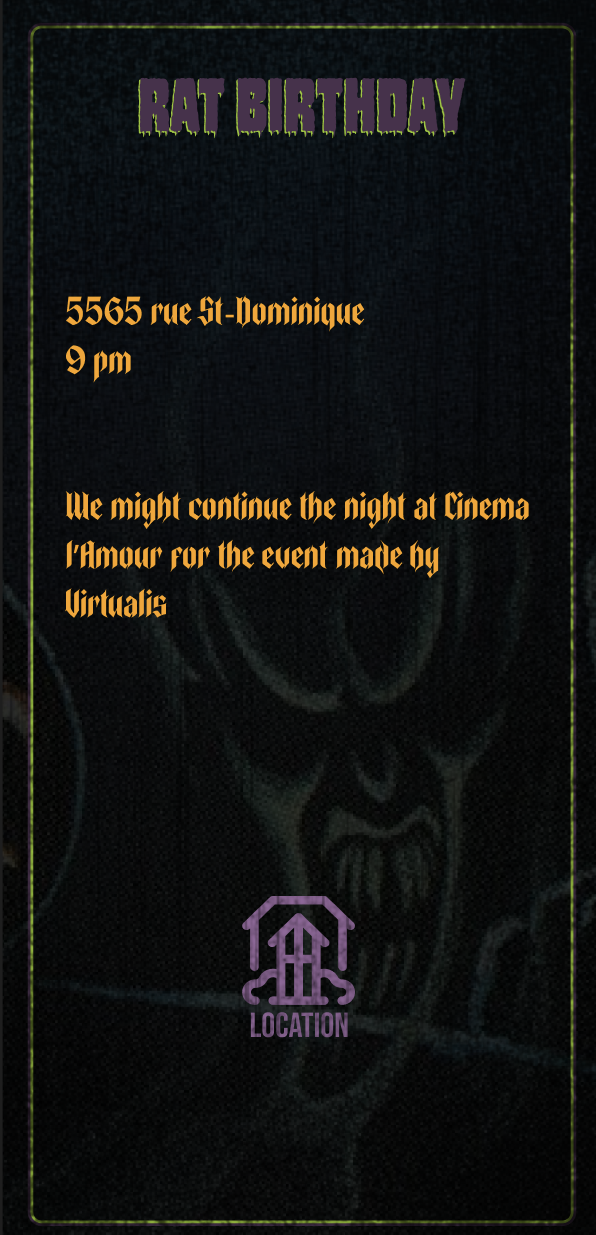 RAT BIRTHDAY
5565 rue St-Dominique
9 pm
We might continue the night at Cinema
l'Amour for the event made by
Virtualis
LOCATION